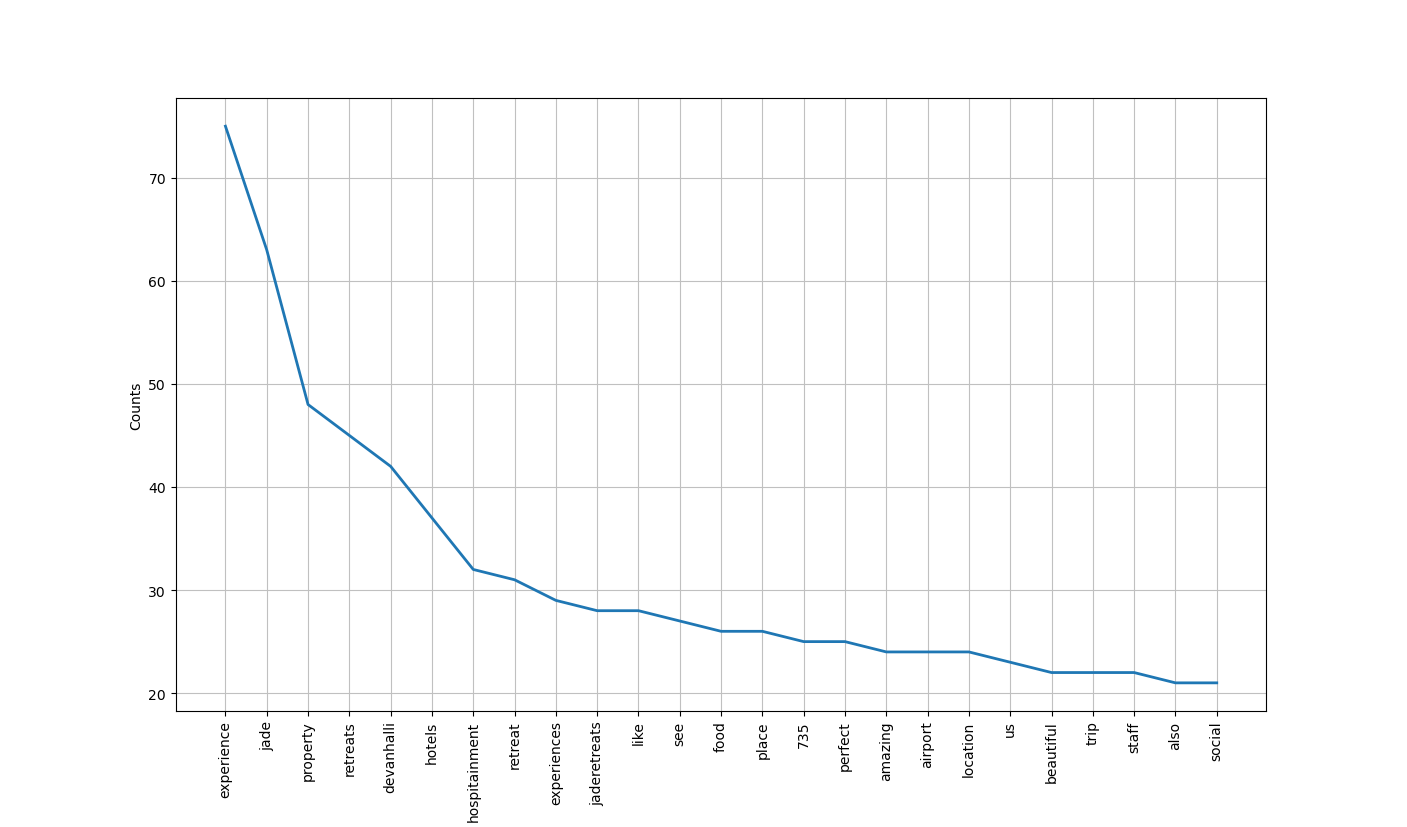 70
60
50
40
30
20
Counts
experience
jade
property
retreats
devanhalli
hotels
hospitainment
retreat
experiences
jaderetreats
like
see
food
place
735
perfect
amazing
airport
location
us
beautiful
trip
staff
also
social